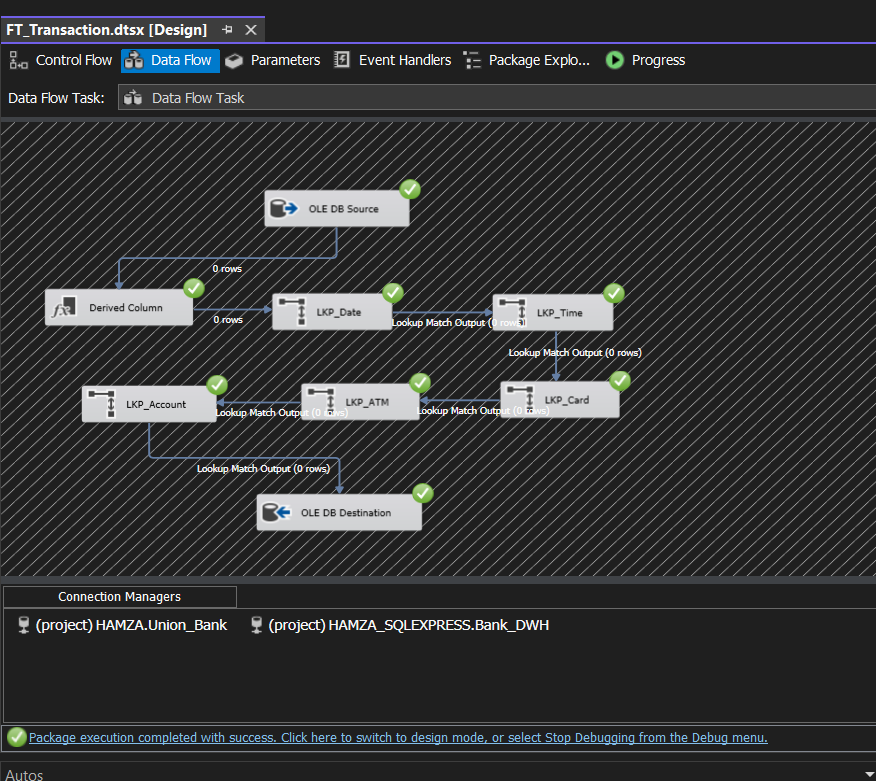 FT_Transaction.dtsx [Design]
Control Flow Data Flow Parameters Event Handlers Package Explo... Progress
Data Flow Task: Data Flow Task
OLE DB Source
0 rows
Derived Column
0 rows
LKP_Date
Lookup Match Output (0 rows)
LKP_Time
Lookup Match Output (0 rows)
LKP_Card
Lookup Match Output (0 rows)
LKP_ATM
Lookup Match Output (0 rows)
LKP_Account
Lookup Match Output (0 rows)
OLE DB Destination
Connection Managers
(project) HAMZA.Union_Bank (project) HAMZA_SQLEXPRESS.Bank_DWH
Package execution completed with success. Click here to switch to design mode, or select Stop Debugging from the Debug menu.
Autos